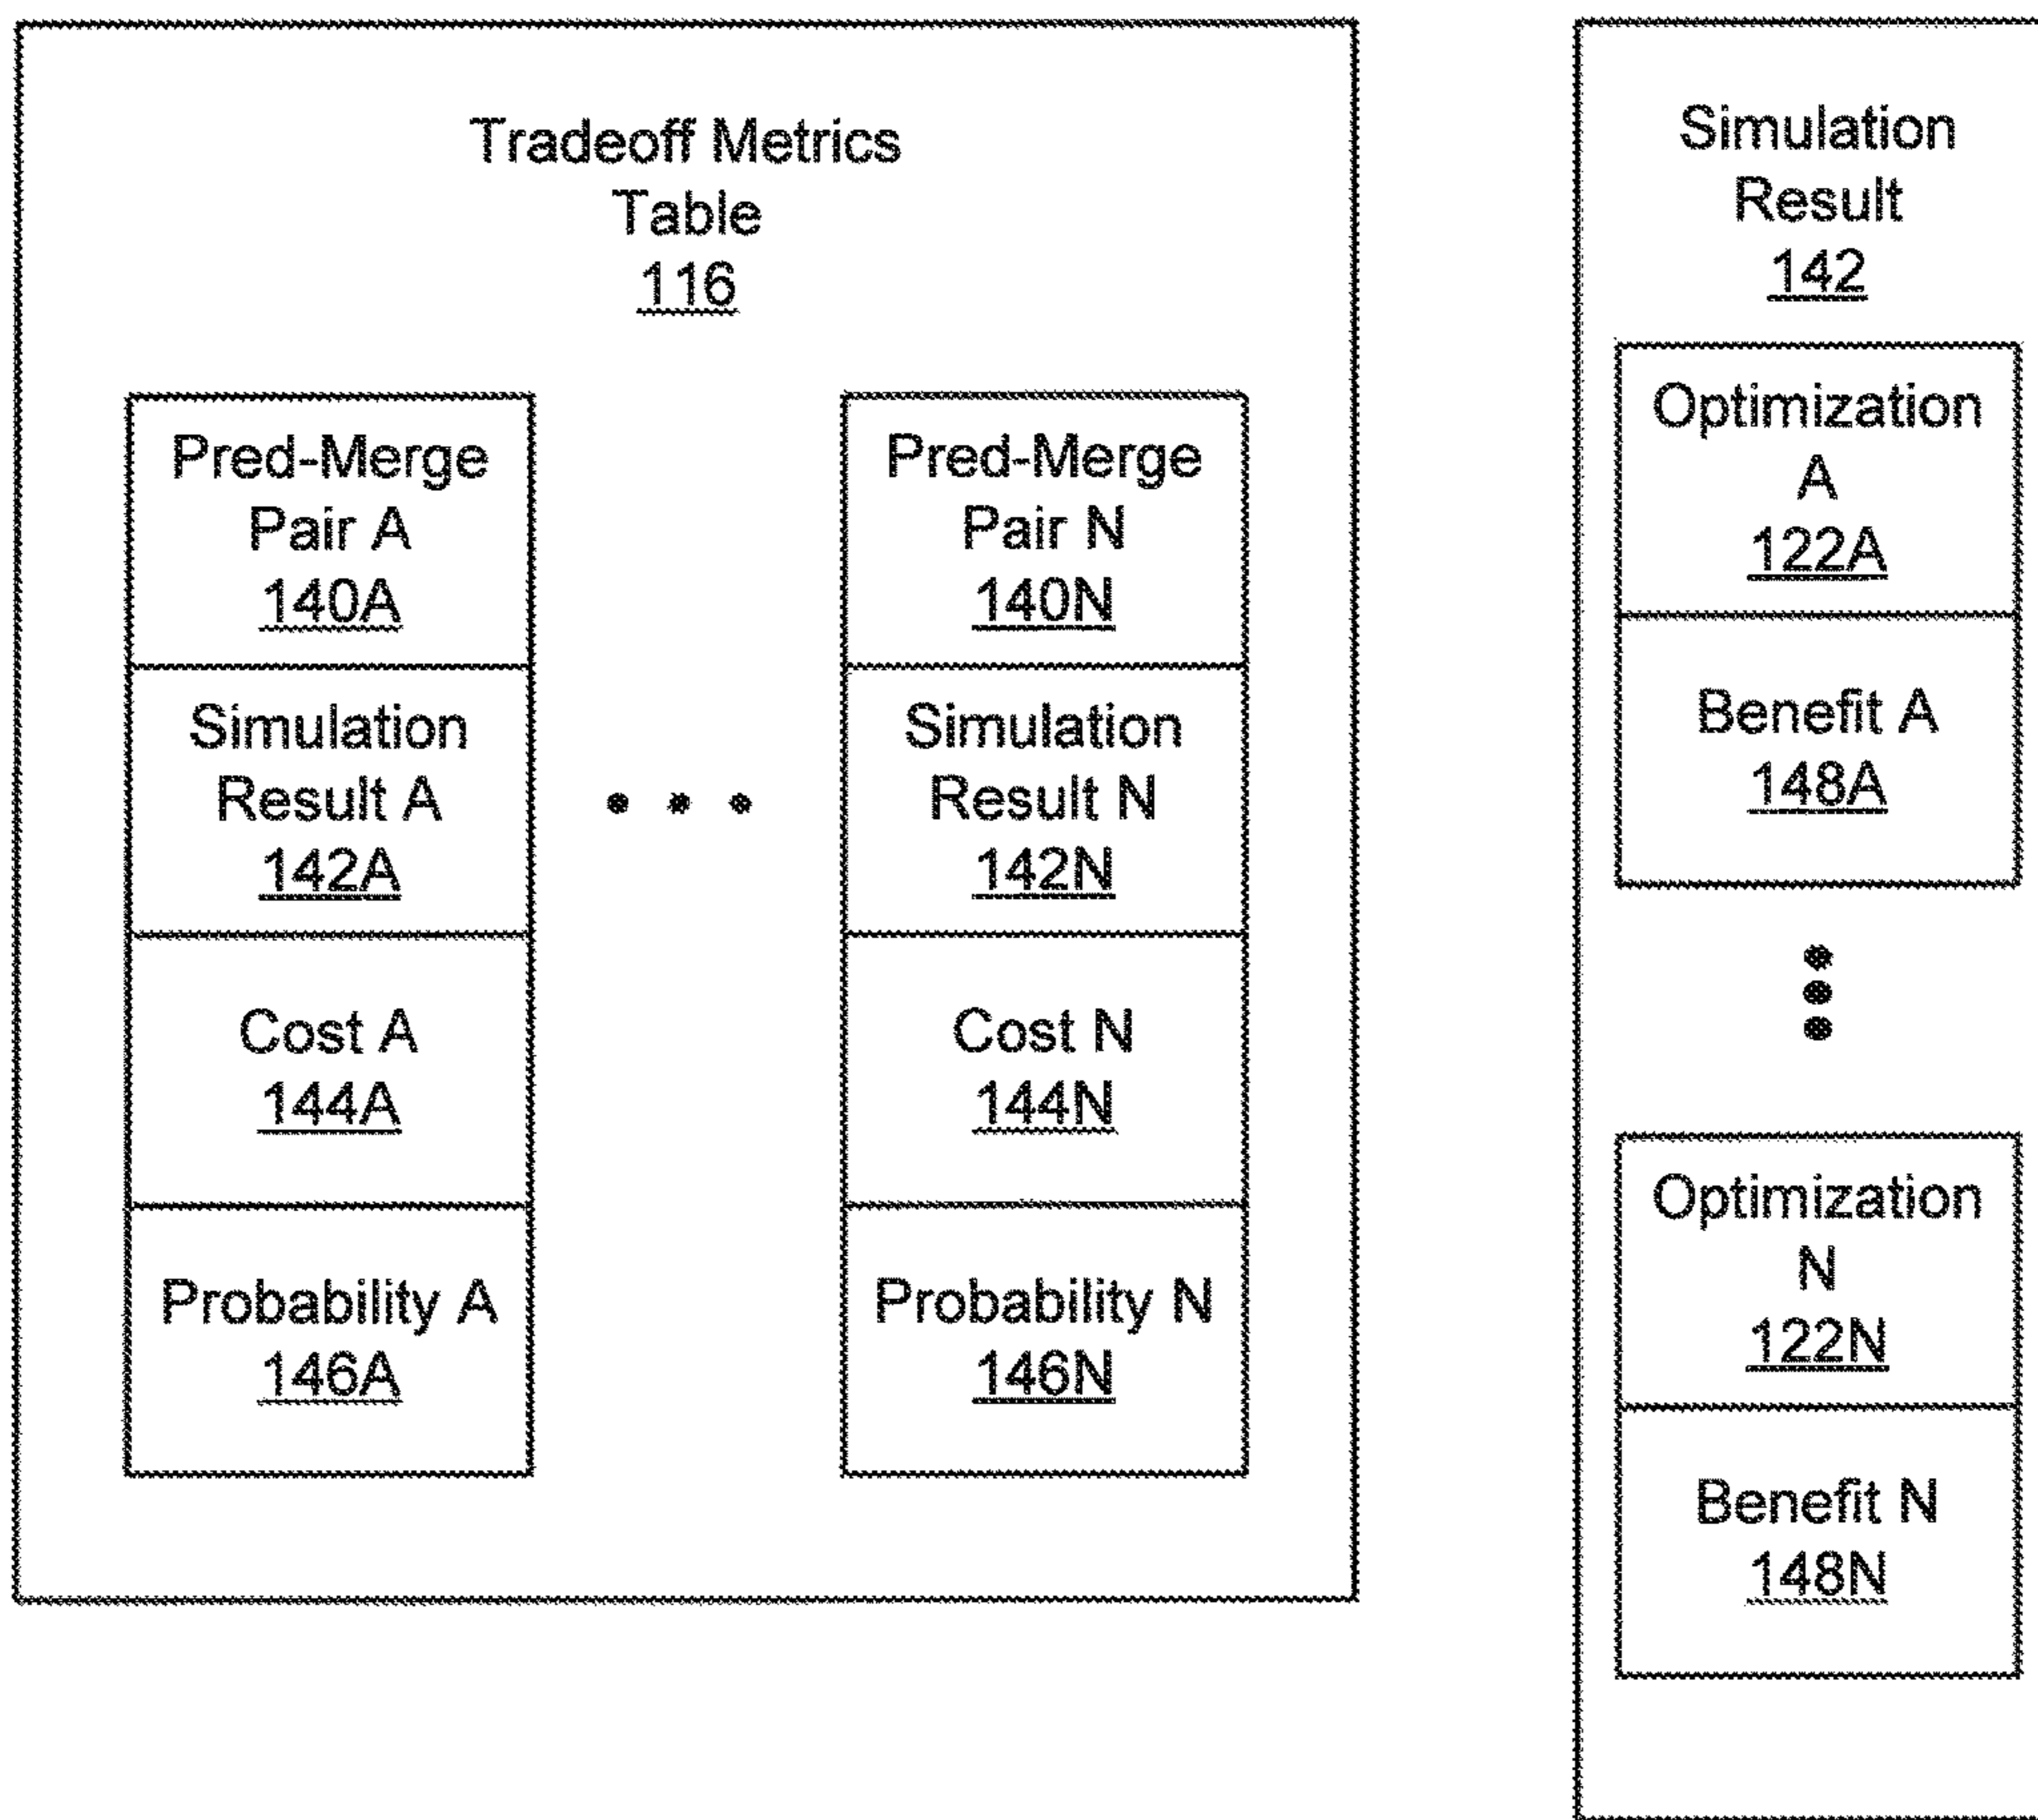 Tradeoff Metrics
Table
116
Pred-Merge
Pair A
140A
Simulation
Result A
142A
Cost A
144A
Probability A
146A
Pred-Merge
Pair N
140N
Simulation
Result N
142N
Cost N
144N
Probability N
146N
Simulation
Result
142
Optimization
A
122A
Benefit A
148A
Optimization
N
122N
Benefit N
148N